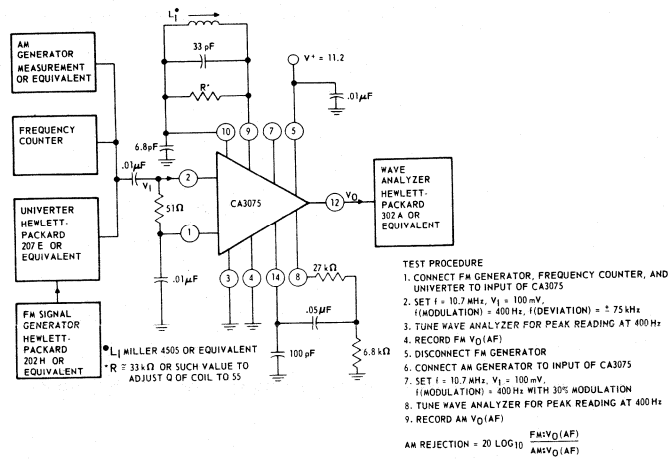 L₁•
AM
GENERATOR
MEASUREMENT
OR EQUIVALENT
33 pF
V⁺ = 11.2
R*
.01µF
FREQUENCY
COUNTER
6.8pF
10
9
7
5
.01µF
V₁
2
CA3075
12
V₀
WAVE
ANALYZER
HEWLETT-
PACKARD
302 A OR
EQUIVALENT
UNIVERTER
HEWLETT-
PACKARD
207 E OR
EQUIVALENT
51Ω
1
3
4
14
8
27 kΩ
.01µF
.05µF
100 pF
6.8 kΩ
FM SIGNAL
GENERATOR
HEWLETT-
PACKARD
202 H OR
EQUIVALENT
• L₁ MILLER 4505 OR EQUIVALENT
*R ≅ 33 kΩ OR SUCH VALUE TO
ADJUST Q OF COIL TO 55
TEST PROCEDURE
1. CONNECT FM GENERATOR, FREQUENCY COUNTER, AND
UNIVERTER TO INPUT OF CA3075
2. SET f = 10.7 MHz, V₁ = 100 mV,
f(MODULATION) = 400 Hz, f(DEVIATION) = ± 75 kHz
3. TUNE WAVE ANALYZER FOR PEAK READING AT 400 Hz
4. RECORD FM V₀(AF)
5. DISCONNECT FM GENERATOR
6. CONNECT AM GENERATOR TO INPUT OF CA3075
7. SET f = 10.7 MHz, V₁ = 100 mV,
f(MODULATION) = 400 Hz WITH 30% MODULATION
8. TUNE WAVE ANALYZER FOR PEAK READING AT 400 Hz
9. RECORD AM V₀(AF)
AM REJECTION = 20 LOG₁₀ FM:V₀(AF)
AM:V₀(AF)